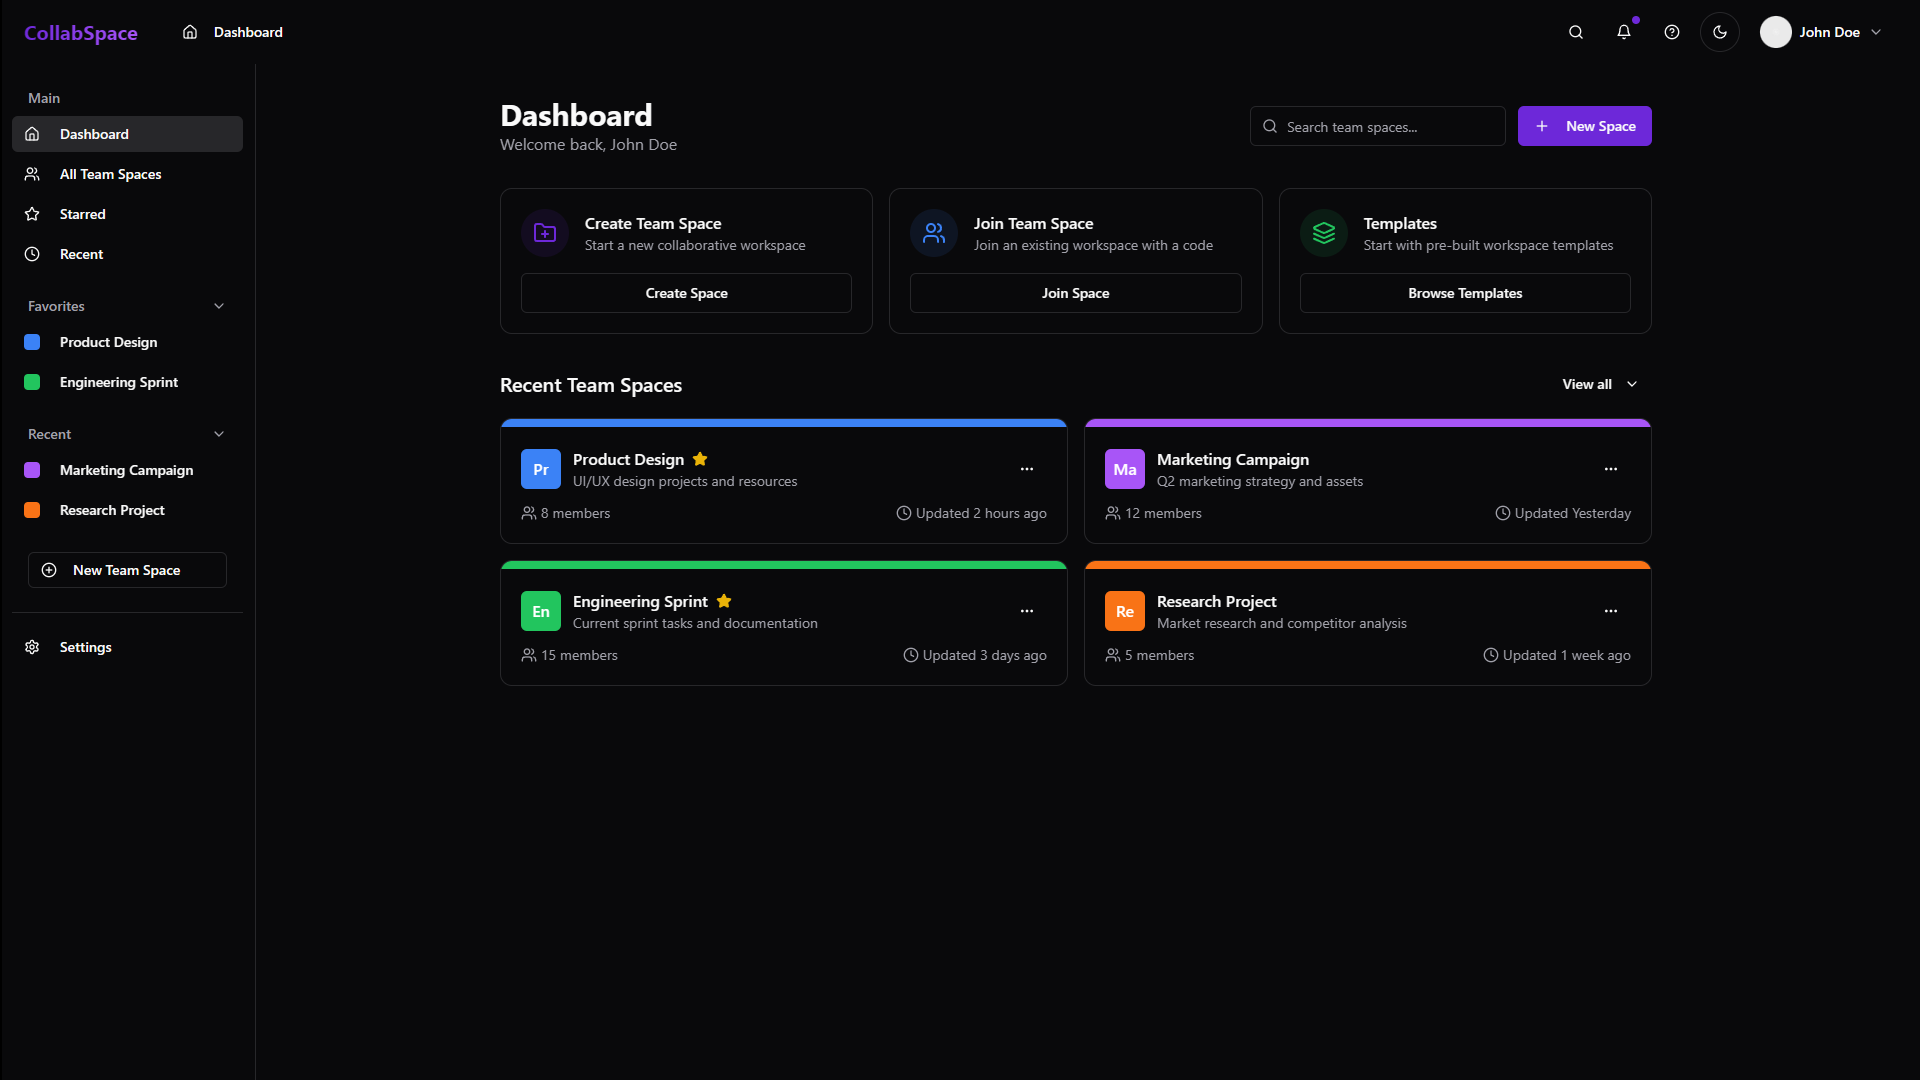 CollabSpace
Dashboard
John Doe
Main
Dashboard
All Team Spaces
Starred
Recent
Favorites
Product Design
Engineering Sprint
Recent
Marketing Campaign
Research Project
New Team Space
Settings
Dashboard
Welcome back, John Doe
Search team spaces...
New Space
Create Team Space
Start a new collaborative workspace
Create Space
Join Team Space
Join an existing workspace with a code
Join Space
Templates
Start with pre-built workspace templates
Browse Templates
Recent Team Spaces
View all
Pr
Product Design
UI/UX design projects and resources
8 members
Updated 2 hours ago
Ma
Marketing Campaign
Q2 marketing strategy and assets
12 members
Updated Yesterday
En
Engineering Sprint
Current sprint tasks and documentation
15 members
Updated 3 days ago
Re
Research Project
Market research and competitor analysis
5 members
Updated 1 week ago